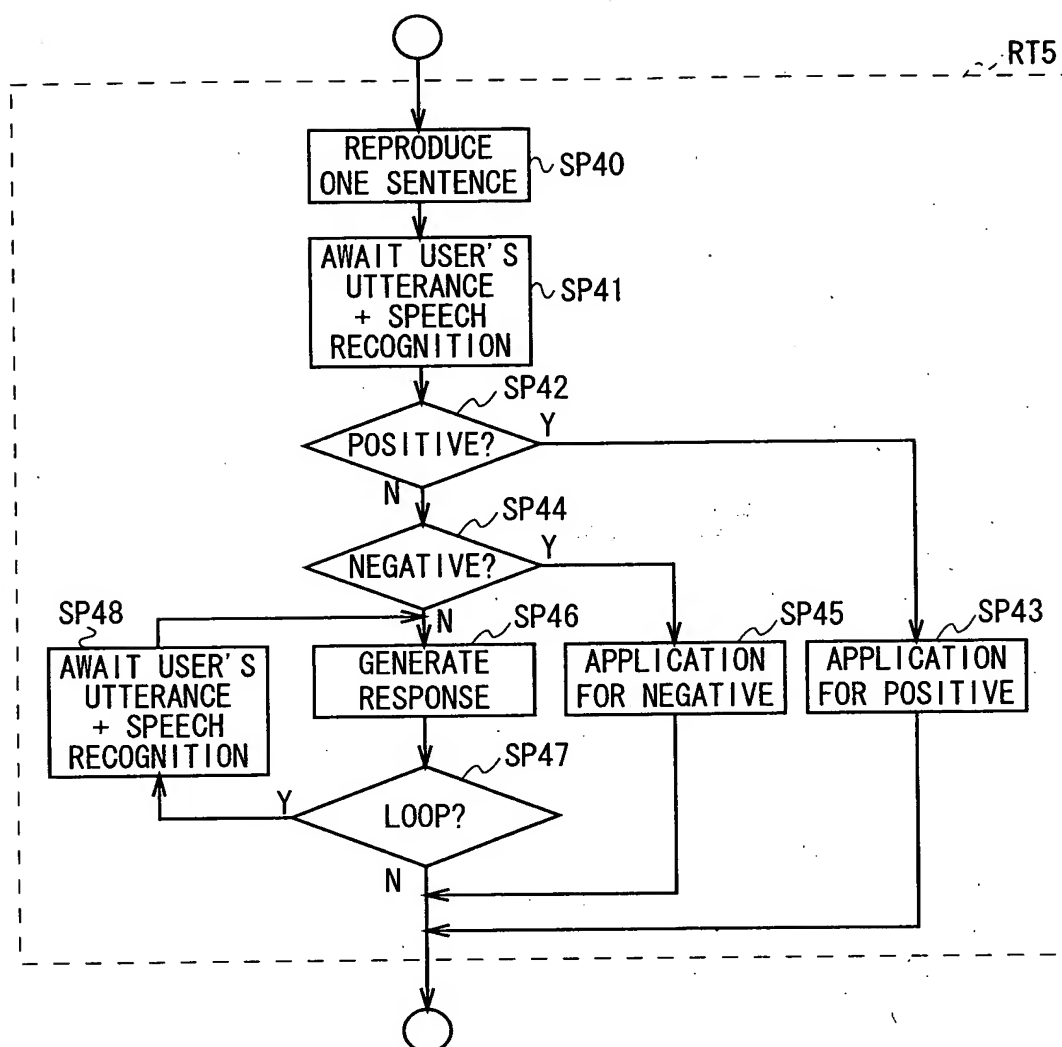 RT5
REPRODUCE
ONE SENTENCE
SP40
AWAIT USER'S
UTTERANCE
+ SPEECH
RECOGNITION
SP41
SP42
POSITIVE?
Y
N
SP44
NEGATIVE?
Y
N
SP48
AWAIT USER'S
UTTERANCE
+ SPEECH
RECOGNITION
SP46
GENERATE
RESPONSE
SP45
APPLICATION
FOR NEGATIVE
SP43
APPLICATION
FOR POSITIVE
SP47
LOOP?
Y
N